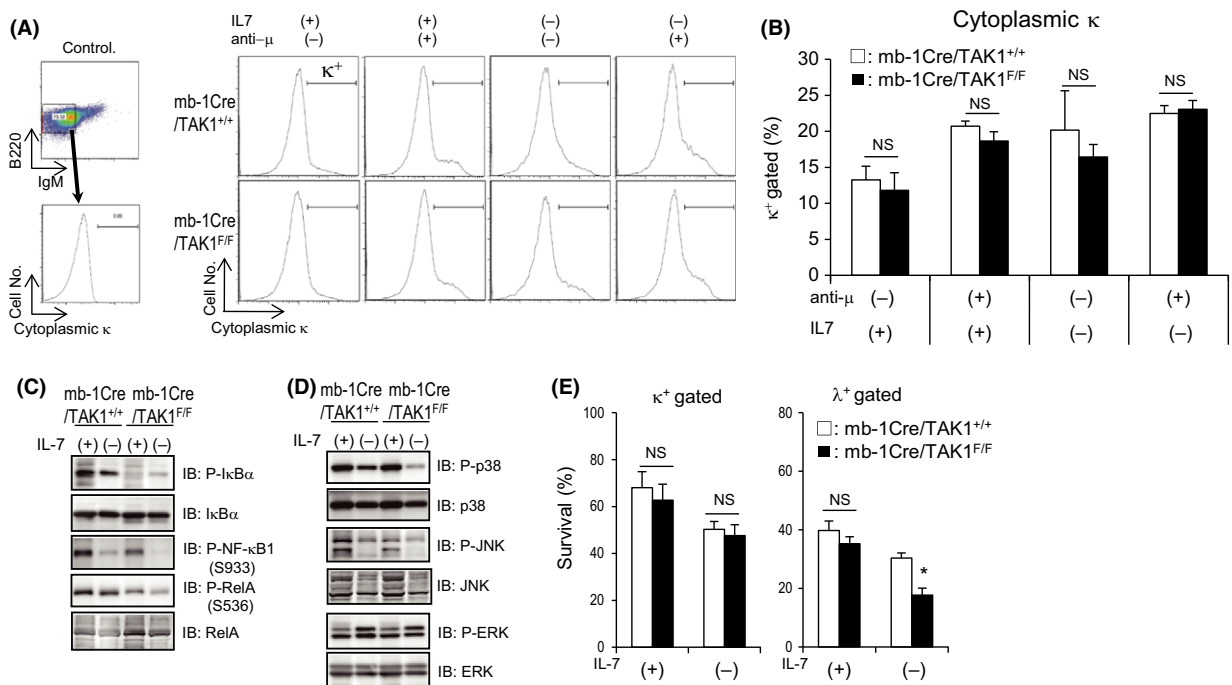 (A)
Control.
B220
IgM
Cell No.
Cytoplasmic κ
IL7 (+) (+) (–) (–)
anti–μ (–) (+) (–) (+)
κ+
mb-1Cre
/TAK1+/+
mb-1Cre
/TAK1F/F
Cell No.
Cytoplasmic κ
(B)
Cytoplasmic κ
: mb-1Cre/TAK1+/+
: mb-1Cre/TAK1F/F
κ+ gated (%)
30
25
20
15
10
5
0
NS
NS
NS
NS
anti-μ (–) (+) (–) (+)
IL7 (+) (+) (–) (–)
(C)
mb-1Cre mb-1Cre
/TAK1+/+ /TAK1F/F
IL-7 (+) (–) (+) (–)
IB: P-IκBα
IB: IκBα
IB: P-NF-κB1
(S933)
IB: P-RelA
(S536)
IB: RelA
(D)
mb-1Cre mb-1Cre
/TAK1+/+ /TAK1F/F
IL-7 (+) (–) (+) (–)
IB: P-p38
IB: p38
IB: P-JNK
IB: JNK
IB: P-ERK
IB: ERK
(E)
κ+ gated
Survival (%)
100
80
60
40
60
80
0
NS
NS
IL-7 (+) (–)
λ+ gated
: mb-1Cre/TAK1+/+
: mb-1Cre/TAK1F/F
80
60
40
20
0
NS
*
IL-7 (+) (–)